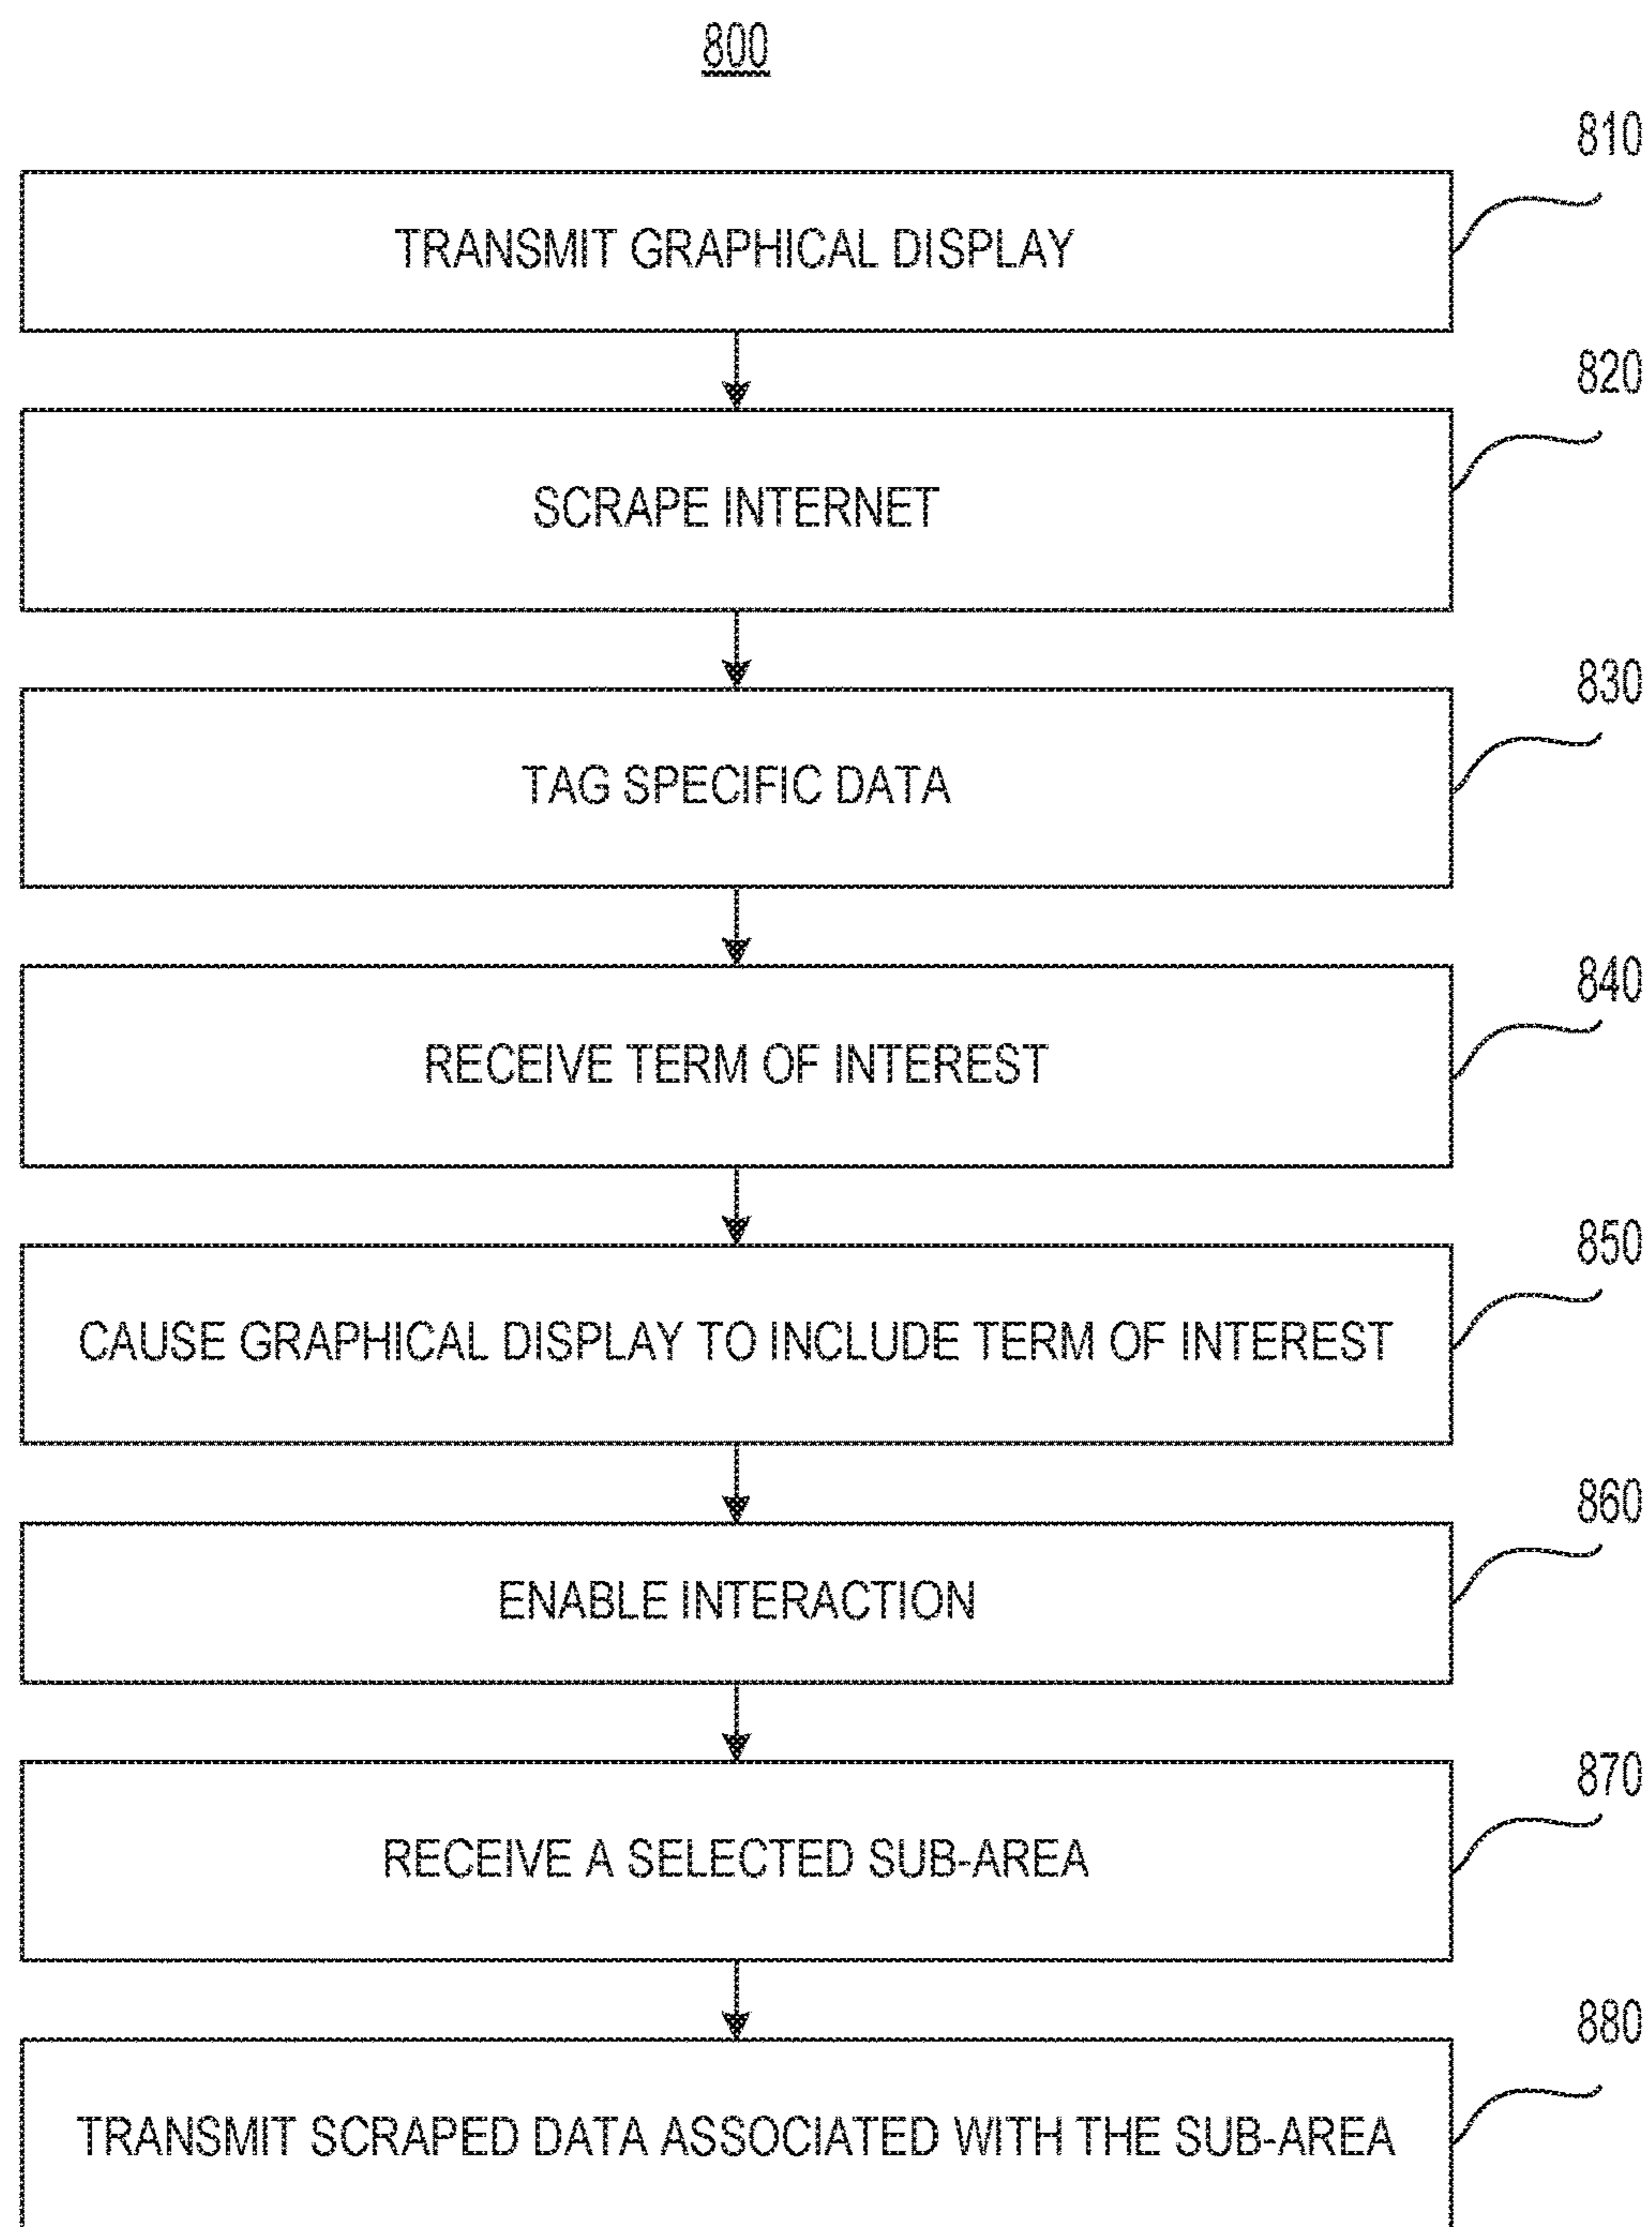 800
810
TRANSMIT GRAPHICAL DISPLAY
820
SCRAPE INTERNET
830
TAG SPECIFIC DATA
840
RECEIVE TERM OF INTEREST
850
CAUSE GRAPHICAL DISPLAY TO INCLUDE TERM OF INTEREST
860
ENABLE INTERACTION
870
RECEIVE A SELECTED SUB-AREA
880
TRANSMIT SCRAPED DATA ASSOCIATED WITH THE SUB-AREA